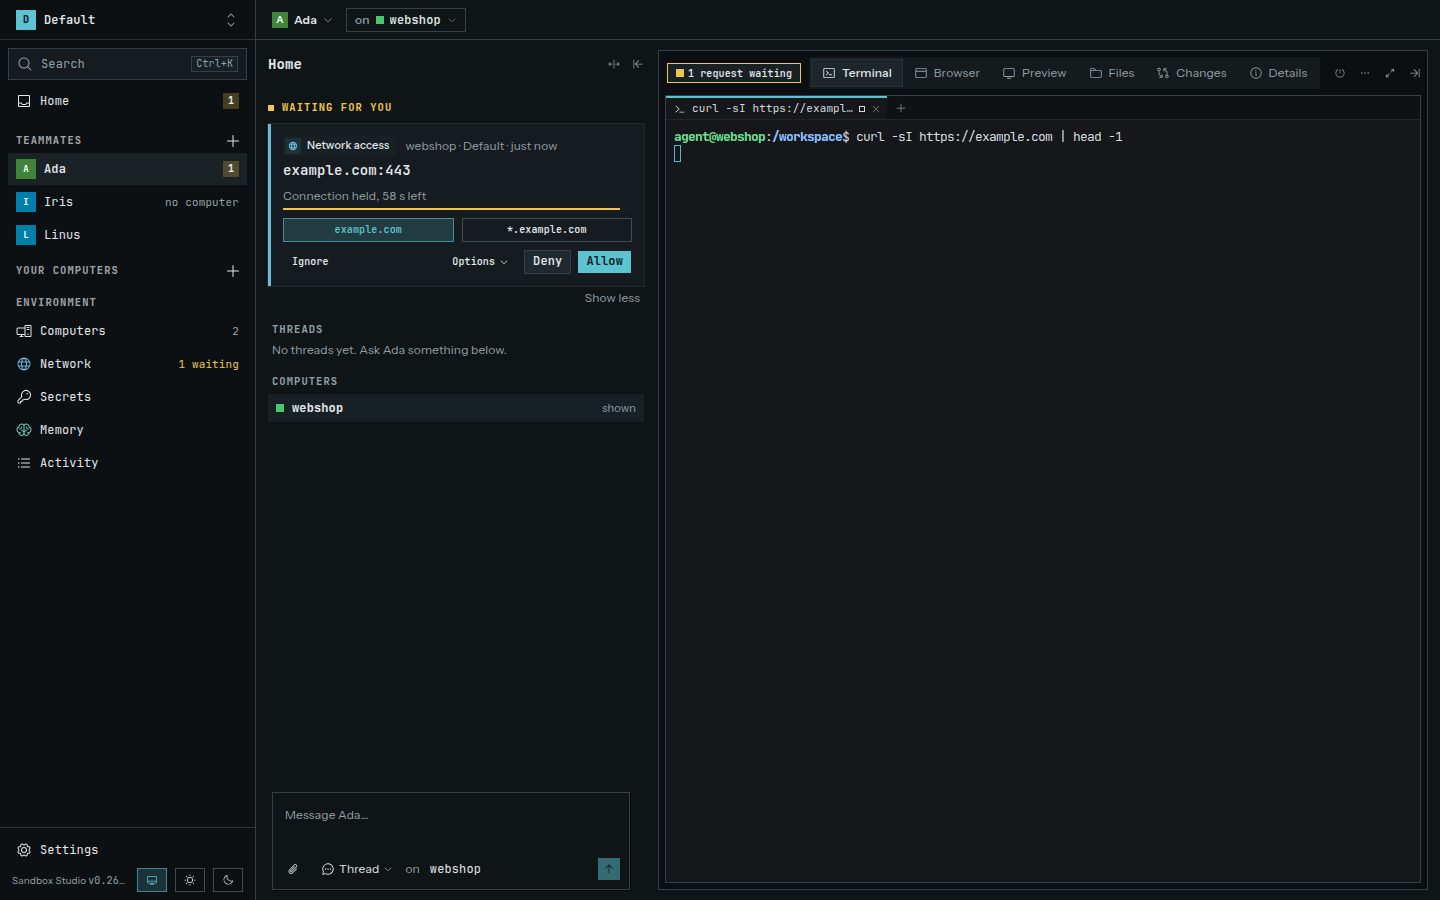 D Default
Search Ctrl+K
Home 1
TEAMMATES
A Ada 1
I Iris no computer
L Linus
YOUR COMPUTERS
ENVIRONMENT
Computers 2
Network 1 waiting
Secrets
Memory
Activity
Settings
Sandbox Studio v0.26…
A Ada on webshop
Home
WAITING FOR YOU
Network access webshop · Default · just now
example.com:443
Connection held, 58 s left
example.com *.example.com
Ignore Options Deny Allow
Show less
THREADS
No threads yet. Ask Ada something below.
COMPUTERS
webshop shown
Message Ada…
Thread on webshop
1 request waiting Terminal Browser Preview Files Changes Details
curl -sI https://exampl…
agent@webshop:/workspace$ curl -sI https://example.com | head -1